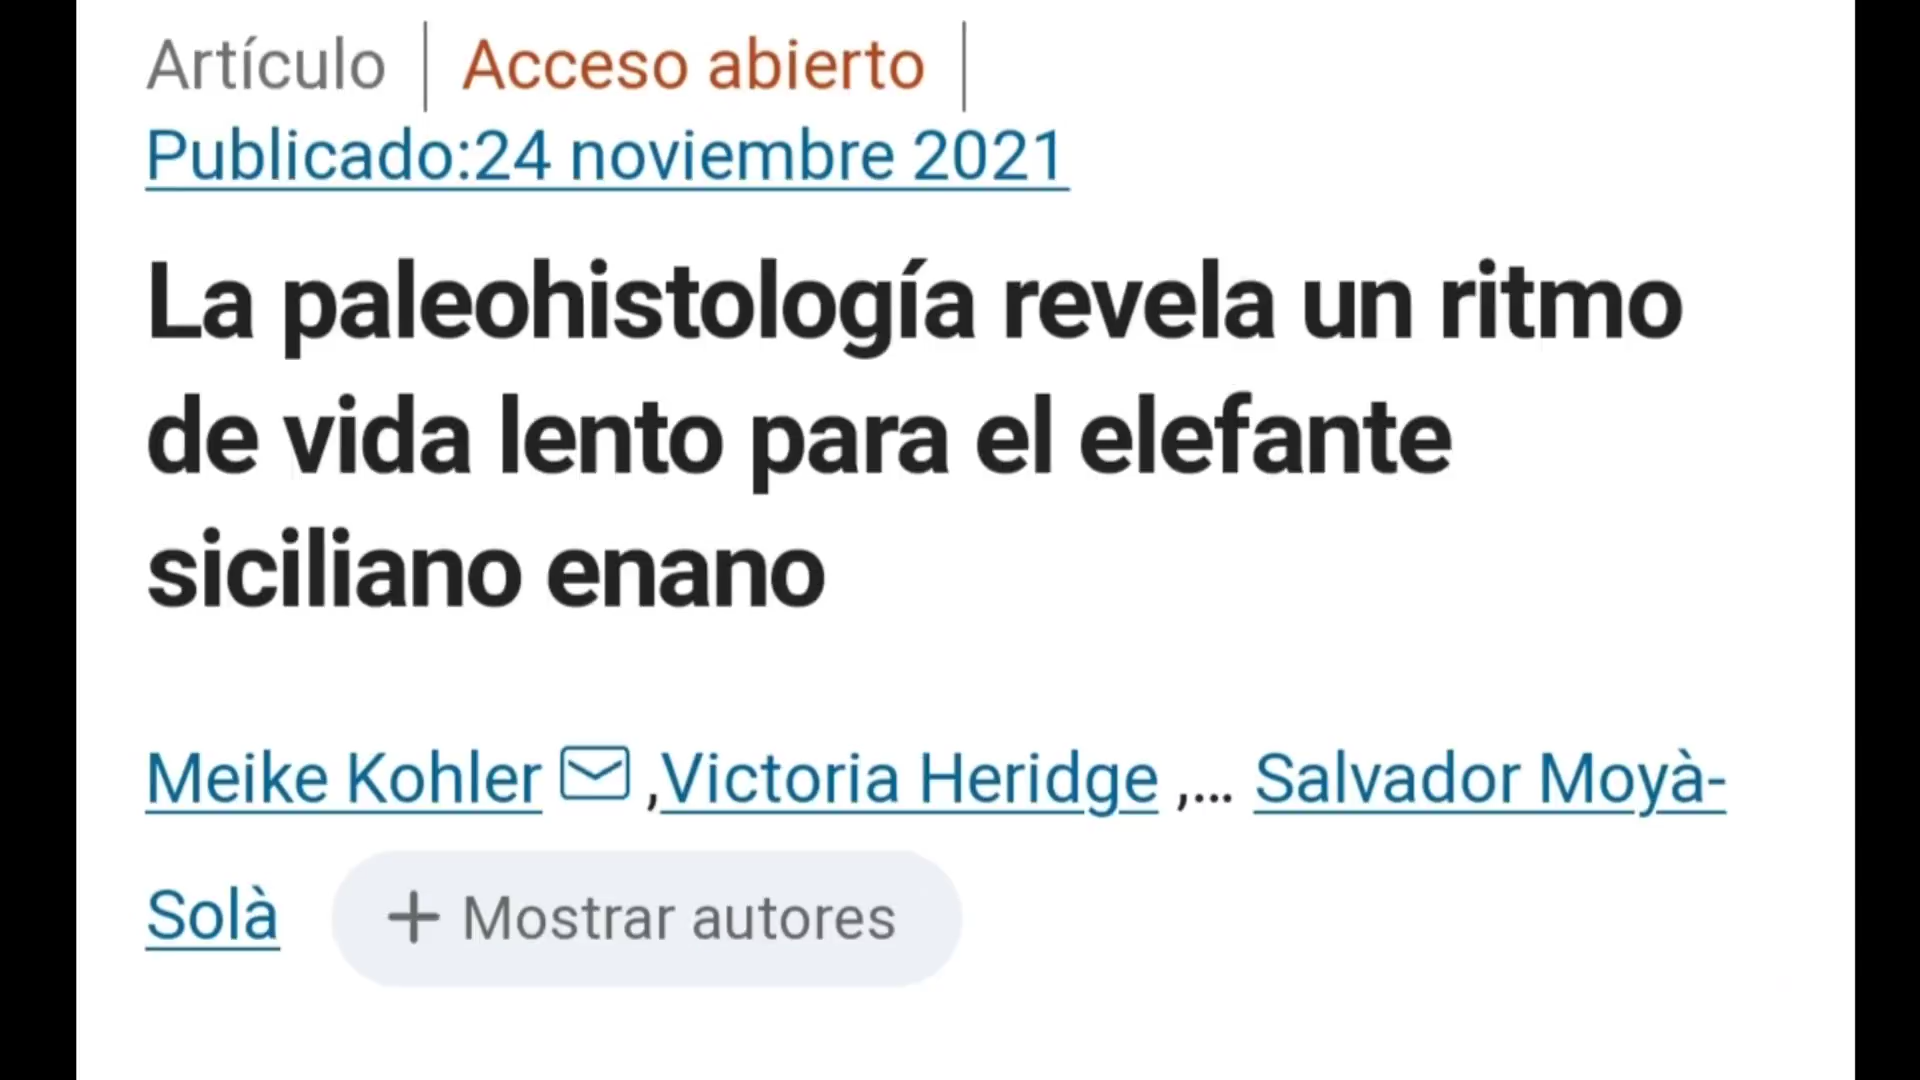 Artículo | Acceso abierto |
Publicado:24 noviembre 2021
La paleohistología revela un ritmo
de vida lento para el elefante
siciliano enano
Meike Kohler ,Victoria Heridge ,... Salvador Moyà-
Solà + Mostrar autores